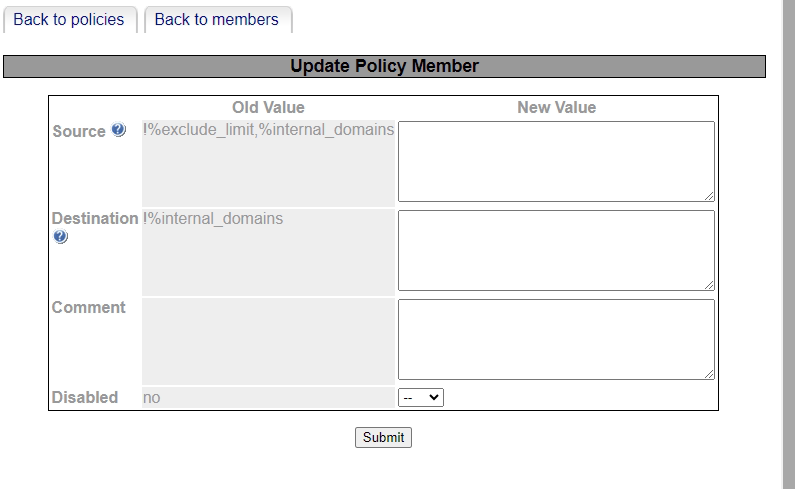 Back to policies Back to members
Update Policy Member
Old Value New Value
Source !%exclude_limit,%internal_domains
Destination !%internal_domains
Comment
Disabled no --
Submit